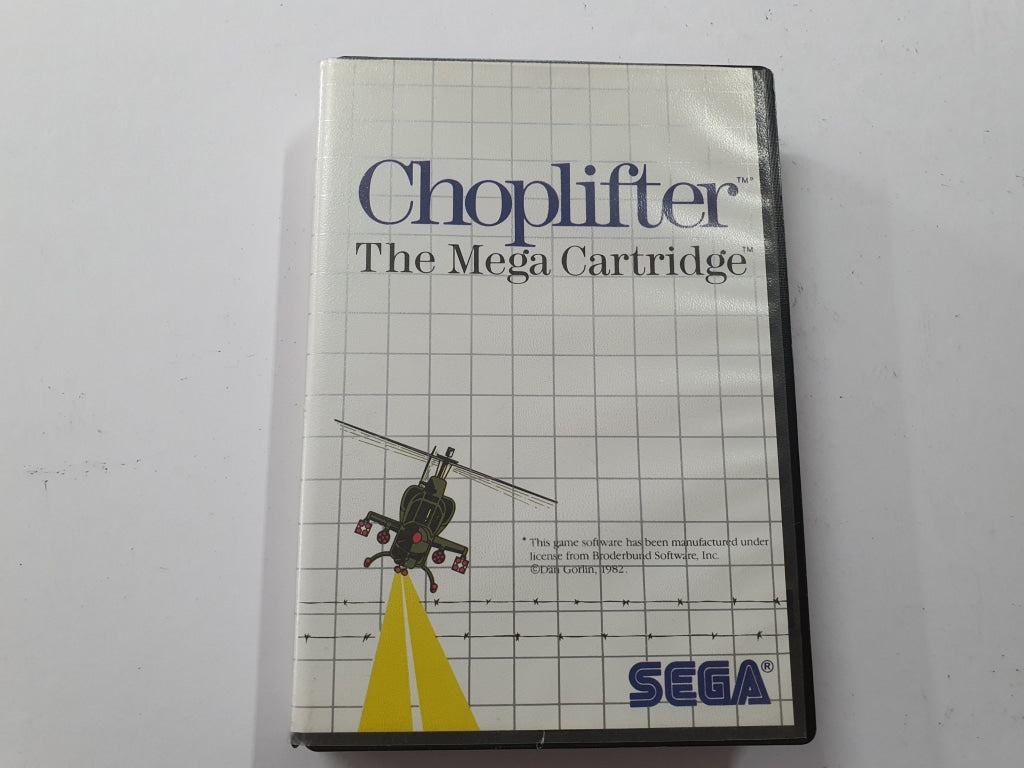 Choplifter™*
The Mega Cartridge™
* This game software has been manufactured under
license from Broderbund Software, Inc.
©Dan Gorlin, 1982.
SEGA®